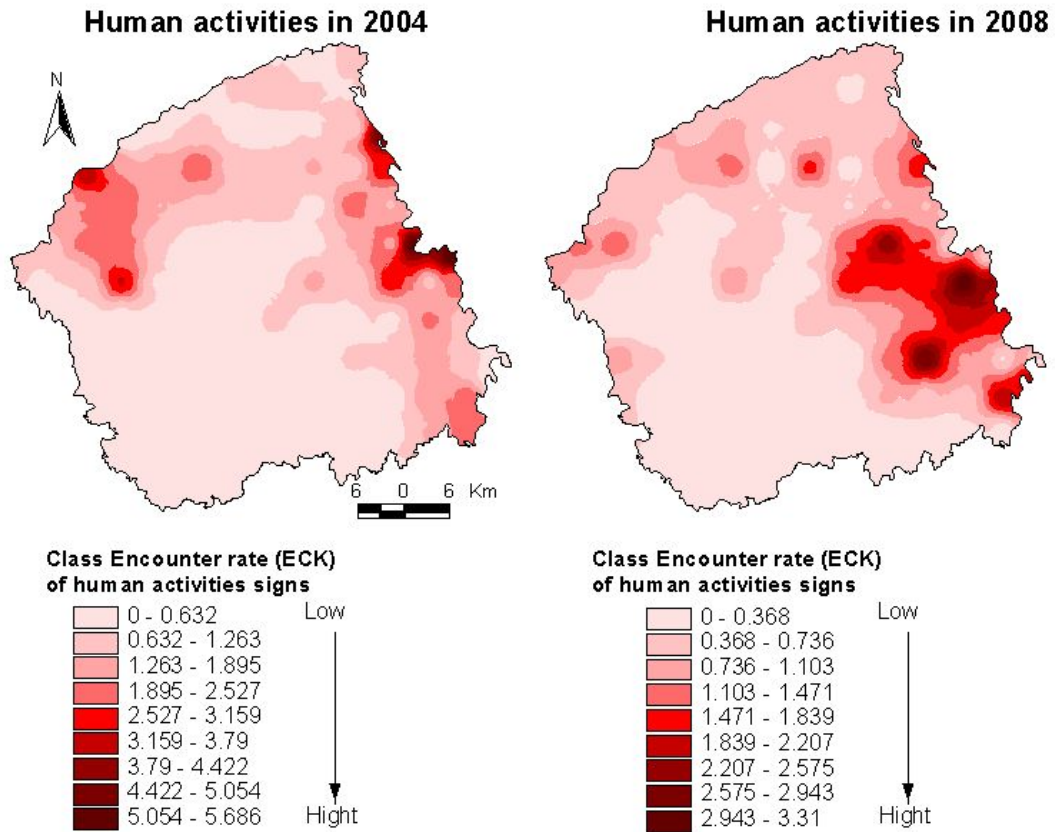 Human activities in 2004
Human activities in 2008
N
6 0 6 Km
Class Encounter rate (ECK)
of human activities signs
0 - 0.632
0.632 - 1.263
1.263 - 1.895
1.895 - 2.527
2.527 - 3.159
3.159 - 3.79
3.79 - 4.422
4.422 - 5.054
5.054 - 5.686
Low
Hight
Class Encounter rate (ECK)
of human activities signs
0 - 0.368
0.368 - 0.736
0.736 - 1.103
1.103 - 1.471
1.471 - 1.839
1.839 - 2.207
2.207 - 2.575
2.575 - 2.943
2.943 - 3.31
Low
Hight